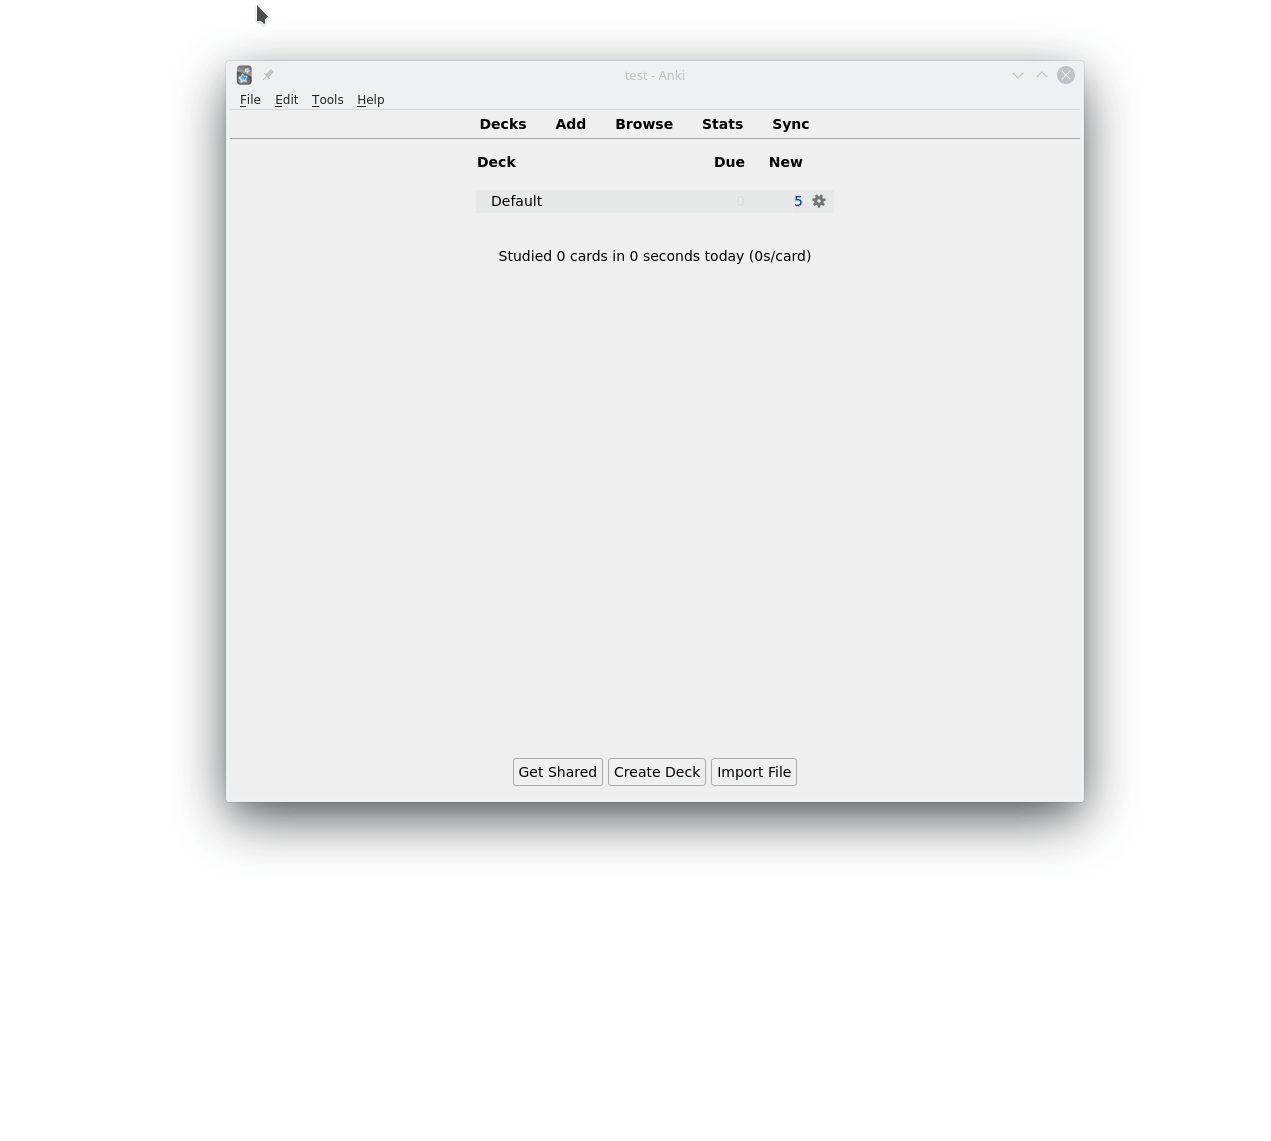 test - Anki
File Edit Tools Help
Decks Add Browse Stats Sync
Deck Due New
Default 0 5
Studied 0 cards in 0 seconds today (0s/card)
Get Shared Create Deck Import File